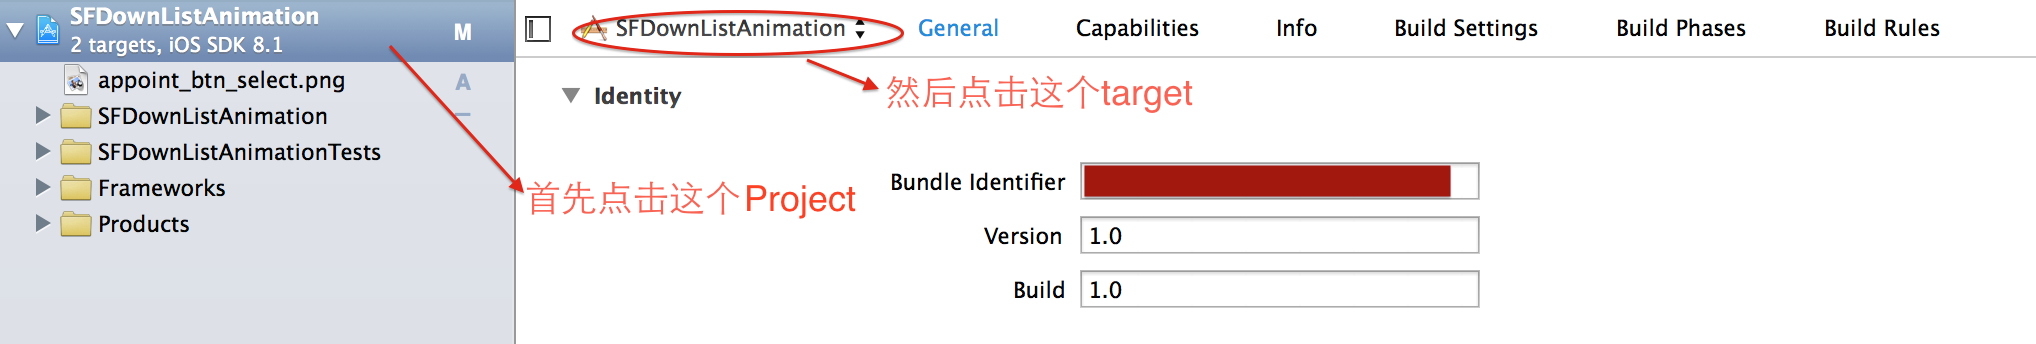 SFDownListAnimation
2 targets, iOS SDK 8.1
M
appoint_btn_select.png
A
SFDownListAnimation
SFDownListAnimationTests
Frameworks
Products
SFDownListAnimation
General
Capabilities
Info
Build Settings
Build Phases
Build Rules
然后点击这个target
Identity
首先点击这个Project
Bundle Identifier
Version
1.0
Build
1.0